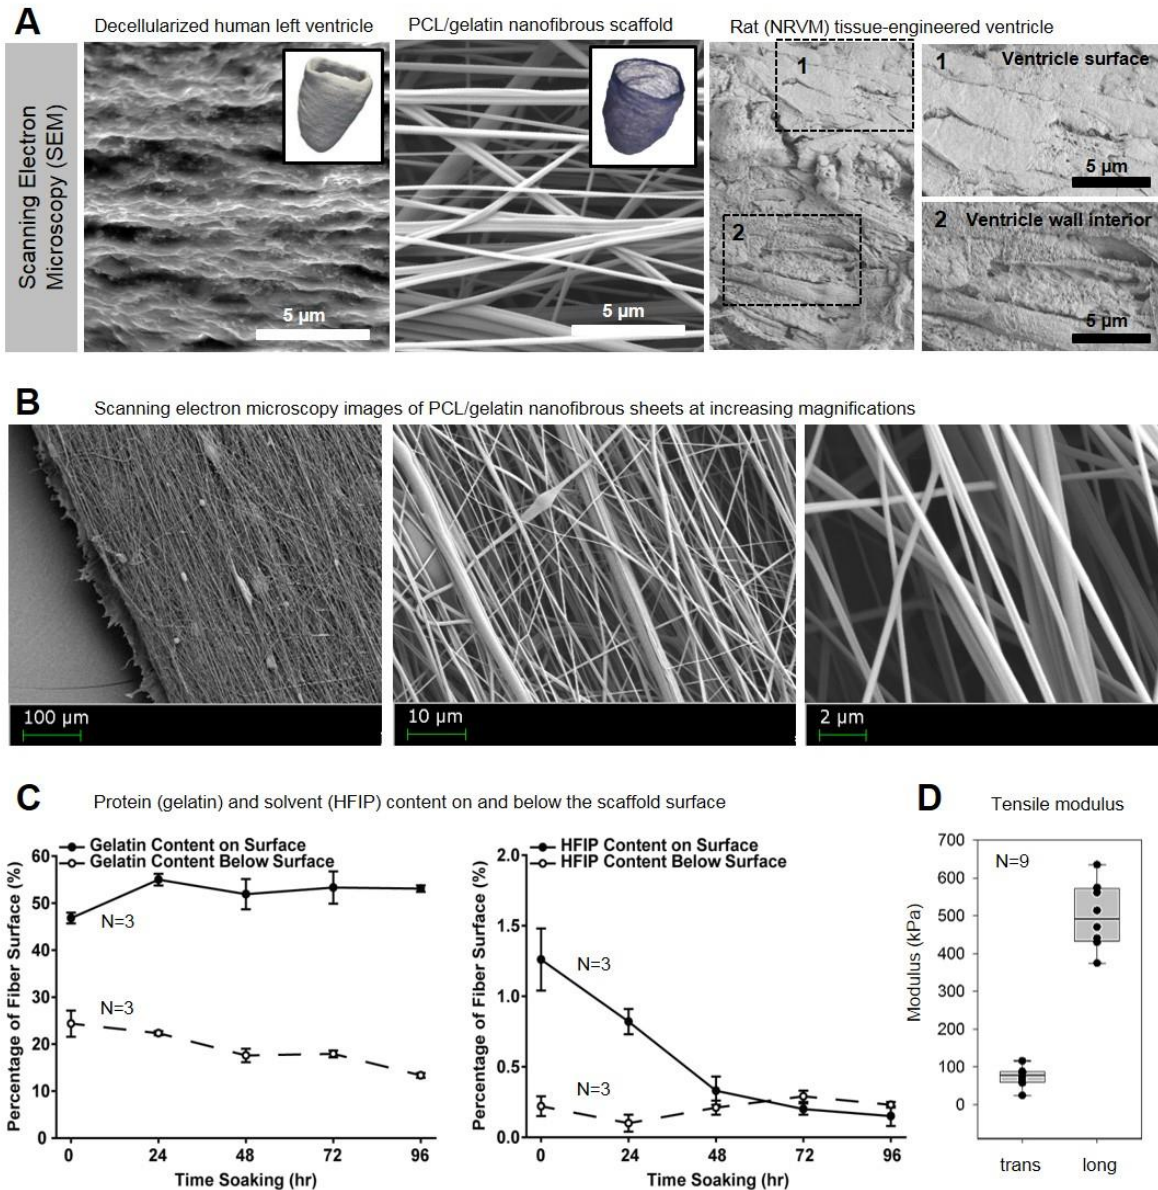 A
Decellularized human left ventricle
PCL/gelatin nanofibrous scaffold
Rat (NRVM) tissue-engineered ventricle
Scanning Electron
Microscopy (SEM)
5 µm
5 µm
1
2
1 Ventricle surface
5 µm
2 Ventricle wall interior
5 µm
B
Scanning electron microscopy images of PCL/gelatin nanofibrous sheets at increasing magnifications
100 µm
10 µm
2 µm
C
Protein (gelatin) and solvent (HFIP) content on and below the scaffold surface
Gelatin Content on Surface
Gelatin Content Below Surface
Percentage of Fiber Surface (%)
60
50
40
30
20
10
0
N=3
N=3
0 24 48 72 96
Time Soaking (hr)
HFIP Content on Surface
HFIP Content Below Surface
Percentage of Fiber Surface (%)
2.0
1.5
1.0
0.5
0.0
N=3
N=3
0 24 48 72 96
Time Soaking (hr)
D
Tensile modulus
Modulus (kPa)
700
600
500
400
300
200
100
0
N=9
trans long